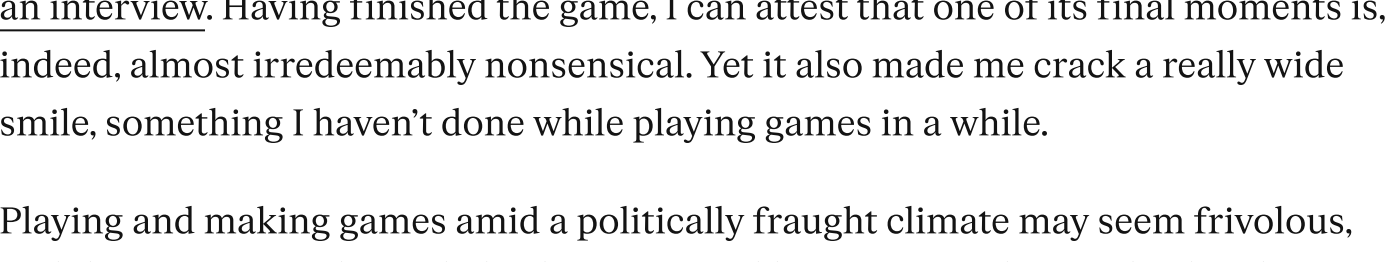 an interview. Having finished the game, I can attest that one of its final moments is,
indeed, almost irredeemably nonsensical. Yet it also made me crack a really wide
smile, something I haven’t done while playing games in a while.
Playing and making games amid a politically fraught climate may seem frivolous,